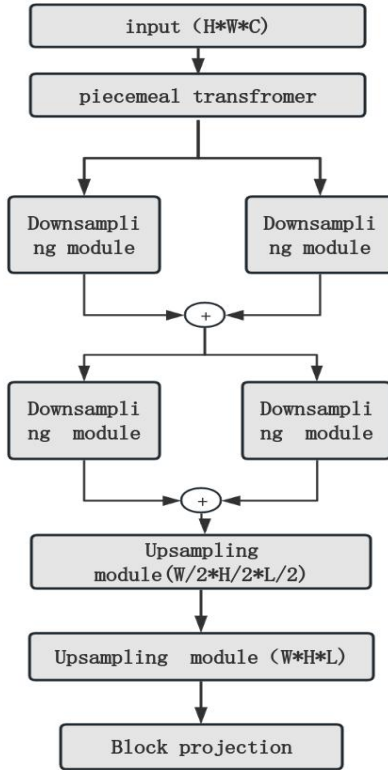 input (H*W*C)
piecemeal transfromer
Downsampli
ng module
Downsampli
ng module
+
Downsampli
ng module
Downsampli
ng module
+
Upsampling
module(W/2*H/2*L/2)
Upsampling module (W*H*L)
Block projection